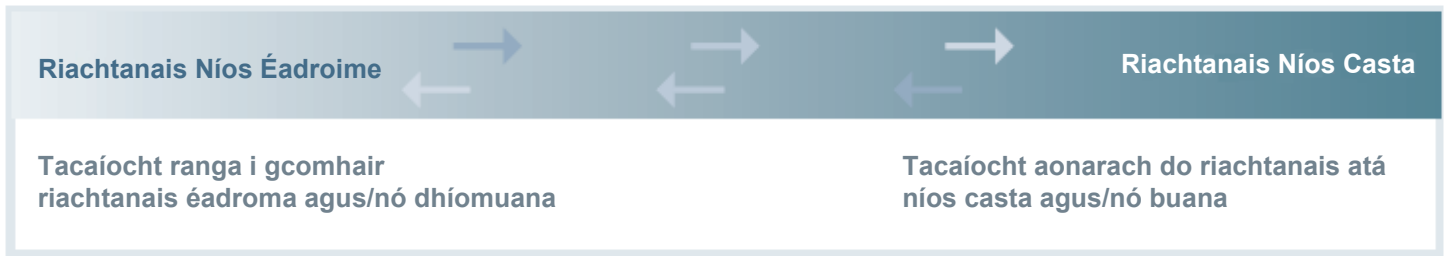 Riachtanais Níos Éadroime
Riachtanais Níos Casta
Tacaíocht ranga i gcomhair
riachtanais éadroma agus/nó dhíomuana
Tacaíocht aonarach do riachtanais atá
níos casta agus/nó buana